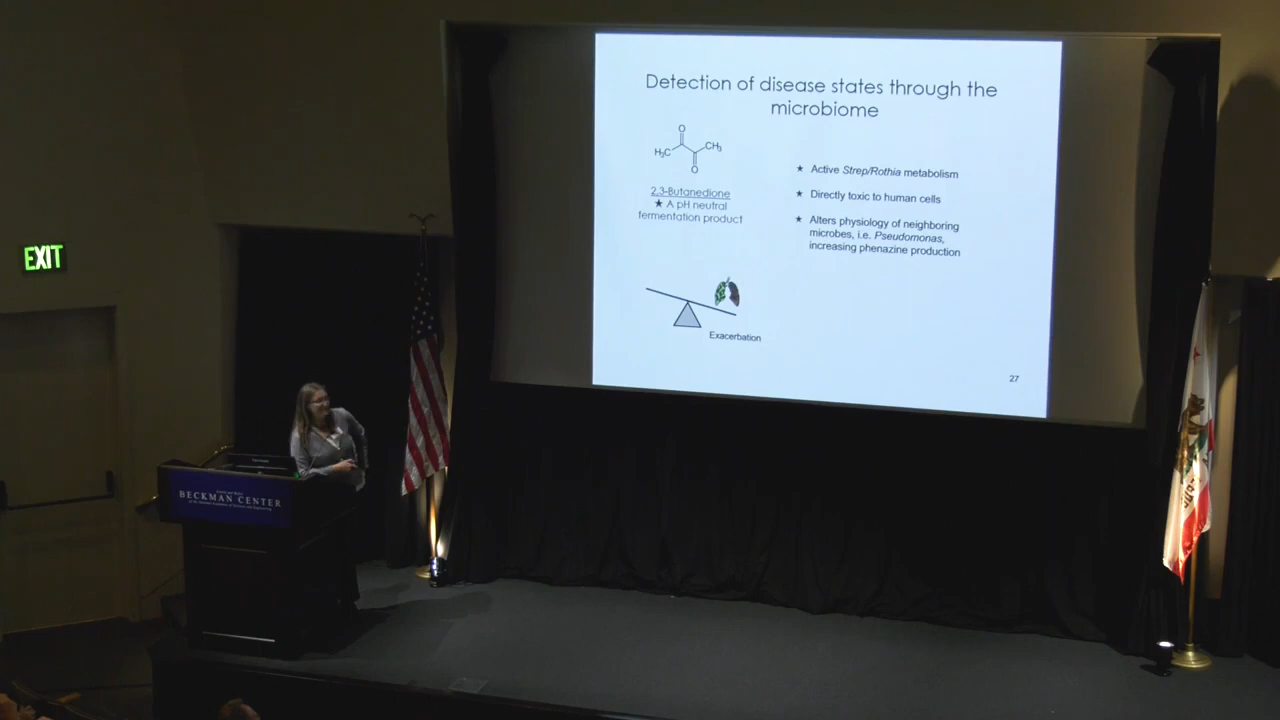 EXIT
Detection of disease states through the
microbiome
O
H₃C
CH₃
O
2,3-Butanedione
★ A pH neutral
fermentation product
★ Active Strep/Rothia metabolism
★ Directly toxic to human cells
★ Alters physiology of neighboring
microbes, i.e. Pseudomonas,
increasing phenazine production
Exacerbation
27
BECKMAN CENTER